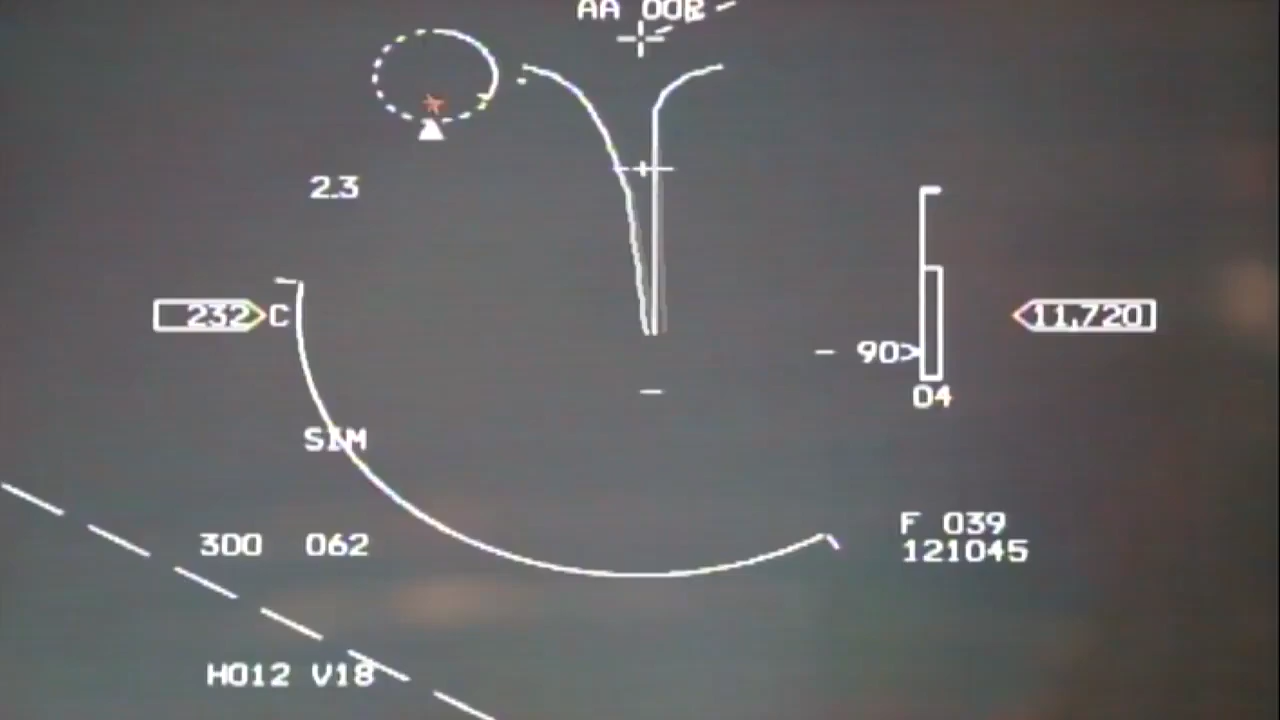 AA 00B
2.3
232 C
11,720
- 90>
04
SIM
F 039
300 062
121045
H012 V18